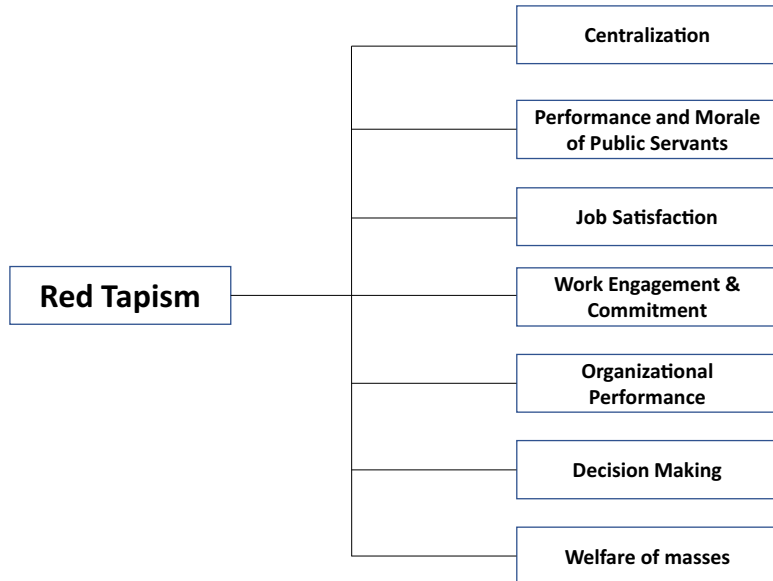 Centralization
Performance and Morale
of Public Servants
Job Satisfaction
Red Tapism
Work Engagement &
Commitment
Organizational
Performance
Decision Making
Welfare of masses